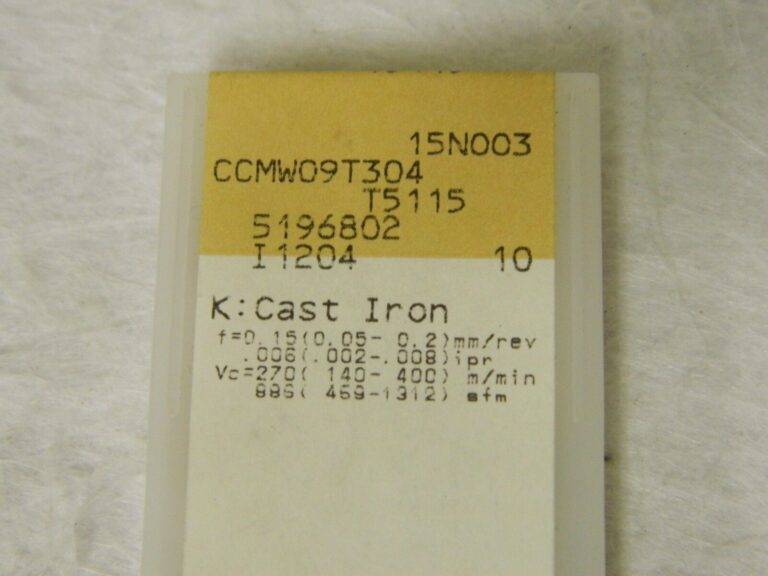 15N003
CCMW09T304
T5115
5196802
I1204 10
K:Cast Iron
f=0.15(0.05- 0.2)mm/rev
.006(.002-.008)ipr
Vc=270( 140- 400) m/min
886( 459-1312) sfm